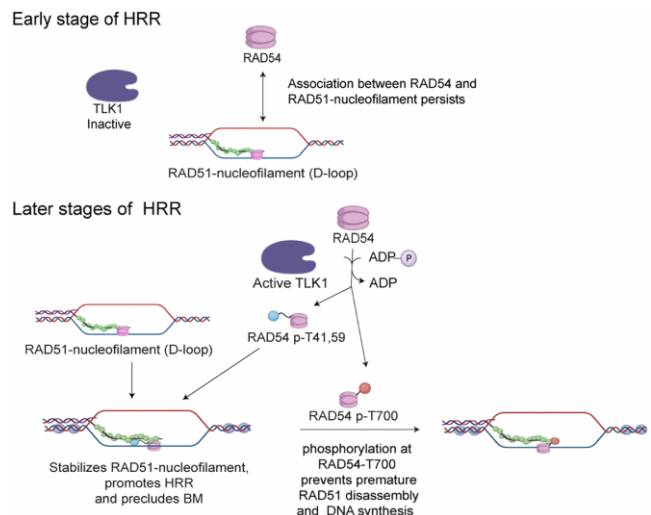 Early stage of HRR
RAD54
TLK1
Inactive
Association between RAD54 and
RAD51-nucleofilament persists
RAD51-nucleofilament (D-loop)
Later stages of HRR
RAD54
ADP-P
Active TLK1
ADP
RAD54 p-T41,59
RAD51-nucleofilament (D-loop)
RAD54 p-T700
Stabilizes RAD51-nucleofilament,
promotes HRR
and precludes BM
phosphorylation at
RAD54-T700
prevents premature
RAD51 disassembly
and DNA synthesis